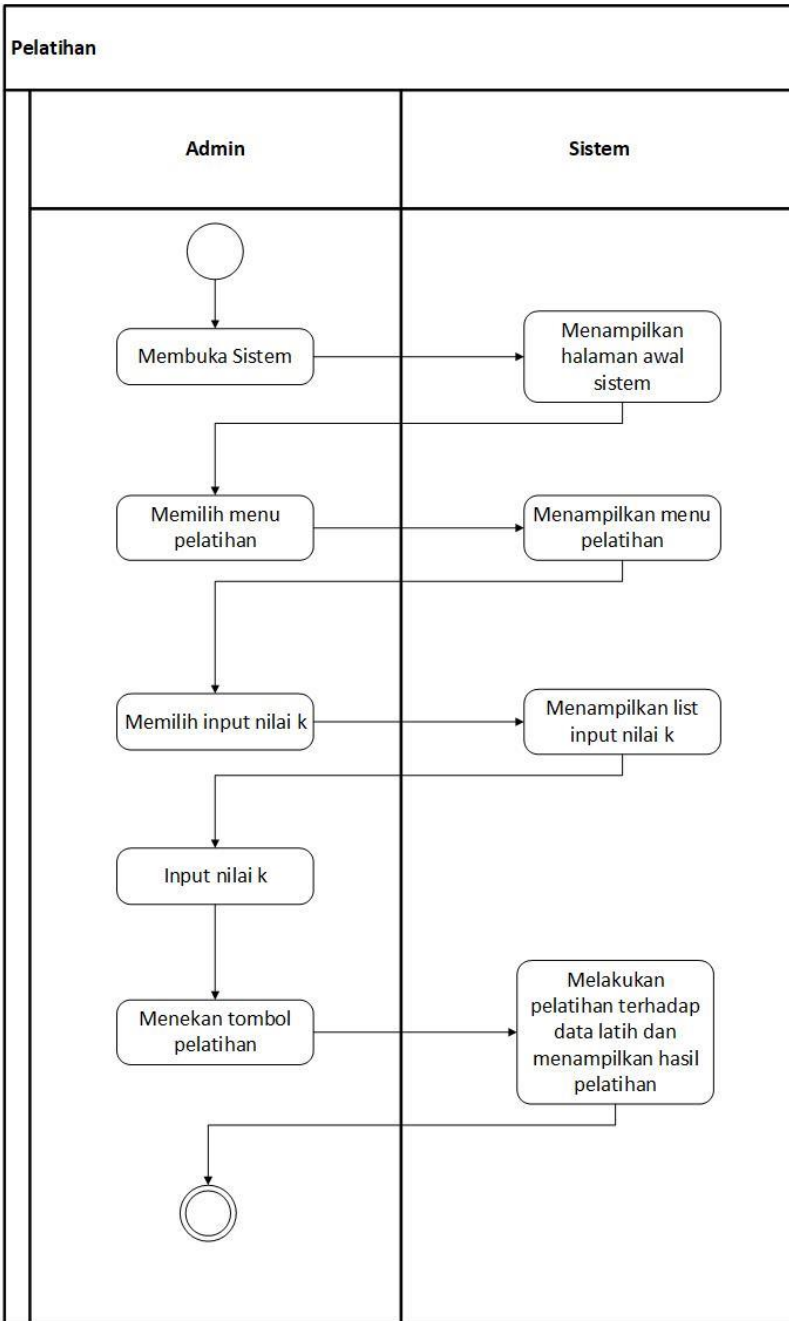 Pelatihan
Admin
Sistem
Membuka Sistem
Menampilkan
halaman awal
sistem
Memilih menu
pelatihan
Menampilkan menu
pelatihan
Memilih input nilai k
Menampilkan list
input nilai k
Input nilai k
Menekan tombol
pelatihan
Melakukan
pelatihan terhadap
data latih dan
menampilkan hasil
pelatihan